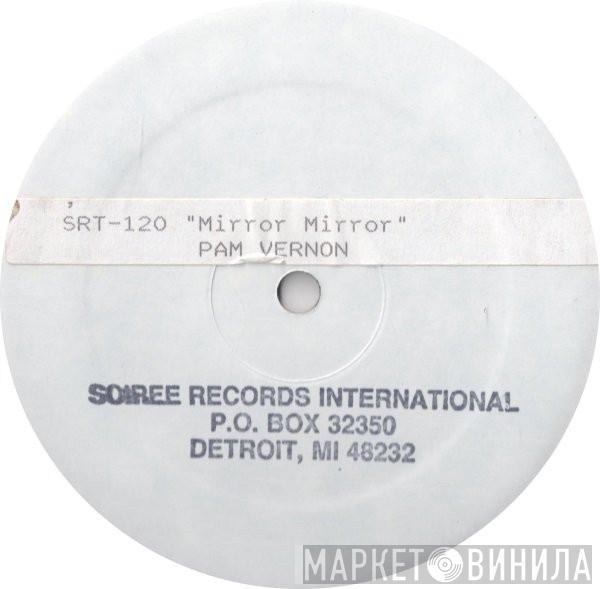 SRT-120 "Mirror Mirror"
PAM VERNON
SOIREE RECORDS INTERNATIONAL
P.O. BOX 32350
DETROIT, MI 48232
МАРКЕТ ВИНИЛА